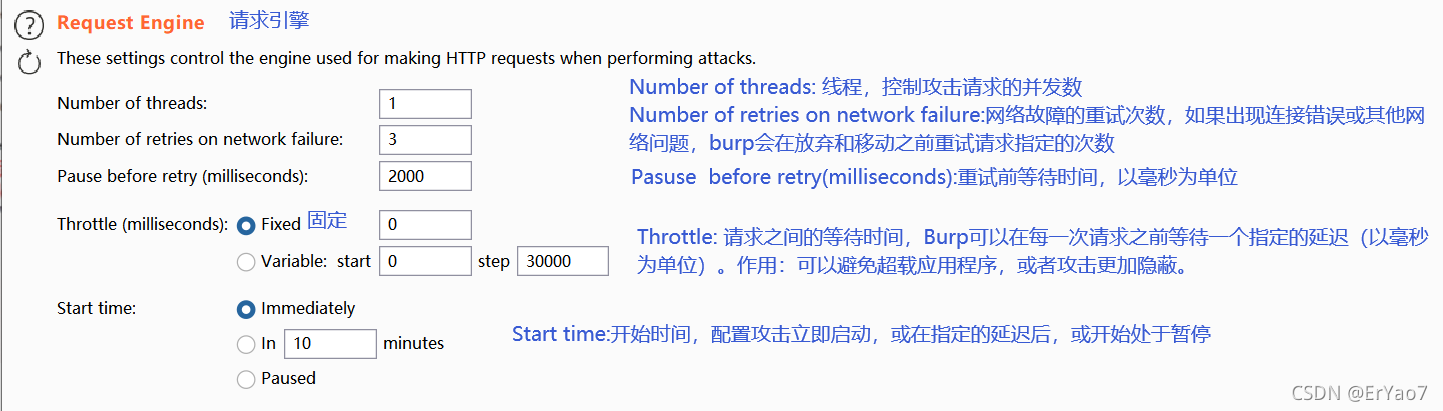 Request Engine 请求引擎
These settings control the engine used for making HTTP requests when performing attacks.
Number of threads: 1
Number of retries on network failure: 3
Pause before retry (milliseconds): 2000
Number of threads: 线程，控制攻击请求的并发数
Number of retries on network failure:网络故障的重试次数，如果出现连接错误或其他网
络问题，burp会在放弃和移动之前重试请求指定的次数
Pasuse before retry(milliseconds):重试前等待时间，以毫秒为单位
Throttle (milliseconds): Fixed 固定 0
Variable: start 0 step 30000
Throttle: 请求之间的等待时间，Burp可以在每一次请求之前等待一个指定的延迟（以毫秒
为单位）。作用：可以避免超载应用程序，或者攻击更加隐蔽。
Start time: Immediately
In 10 minutes
Paused
Start time:开始时间，配置攻击立即启动，或在指定的延迟后，或开始处于暂停
CSDN @ErYao7